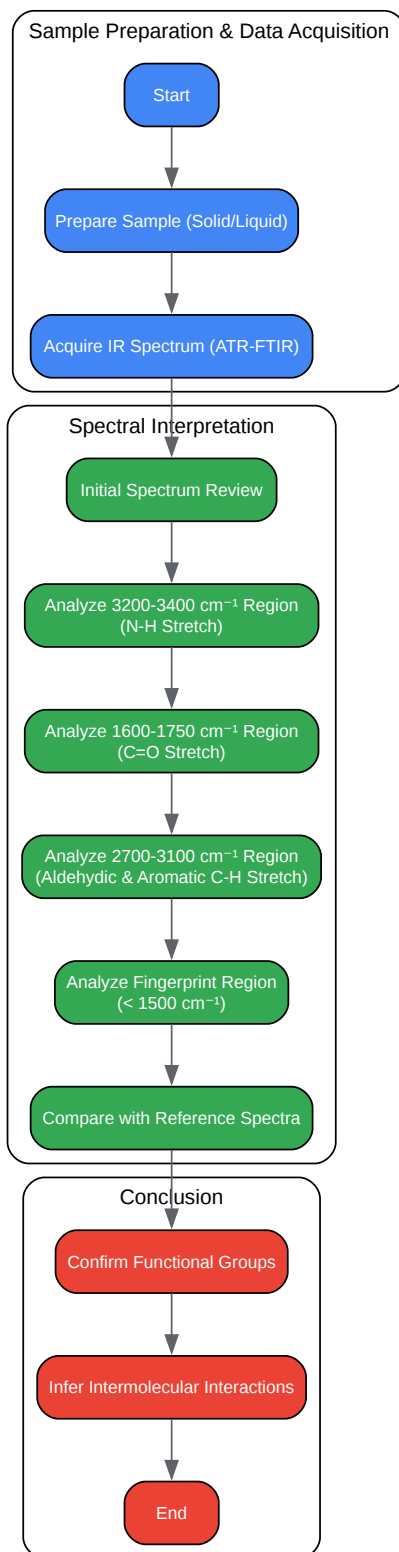 Sample Preparation & Data Acquisition
Start
Prepare Sample (Solid/Liquid)
Acquire IR Spectrum (ATR-FTIR)
Spectral Interpretation
Initial Spectrum Review
Analyze 3200-3400 cm⁻¹ Region
(N-H Stretch)
Analyze 1600-1750 cm⁻¹ Region
(C=O Stretch)
Analyze 2700-3100 cm⁻¹ Region
(Aldehydic & Aromatic C-H Stretch)
Analyze Fingerprint Region
(< 1500 cm⁻¹)
Compare with Reference Spectra
Conclusion
Confirm Functional Groups
Infer Intermolecular Interactions
End